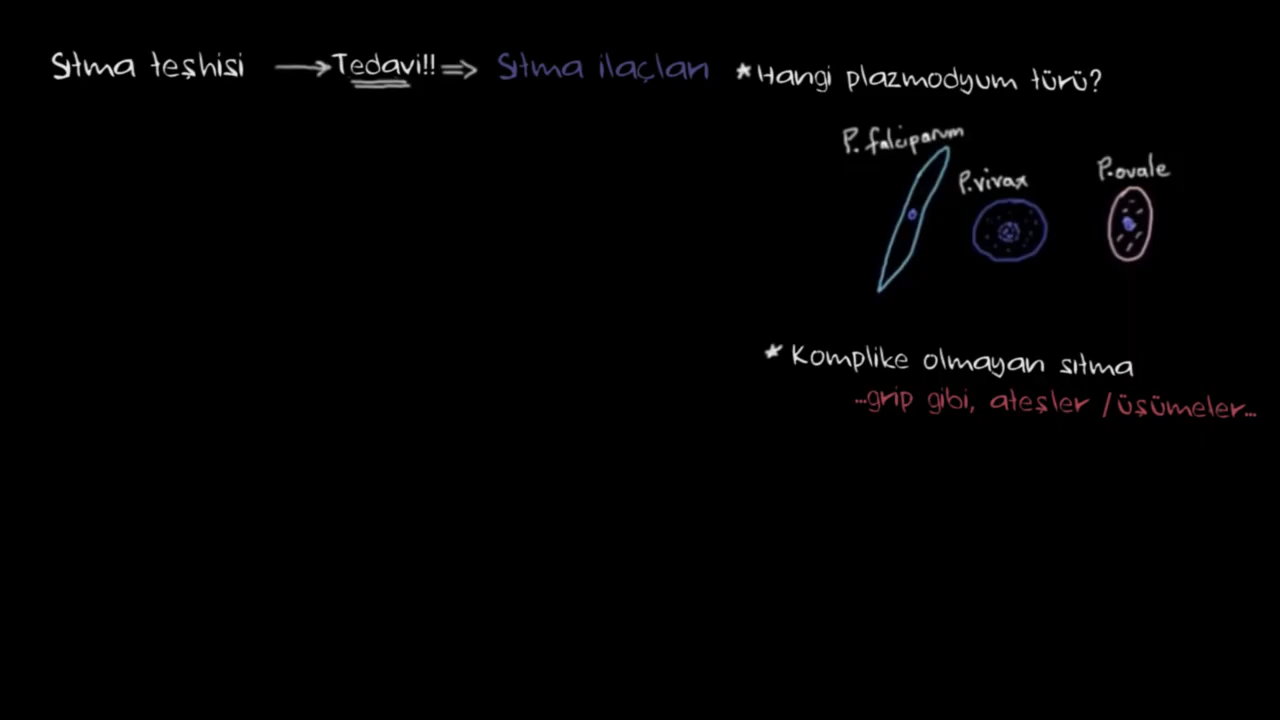 Sıtma teşhisi → Tedavi!! ⇒ Sıtma ilaçları
* Hangi plazmodyum türü?
P. falciparum
P. vivax
P. ovale
* Komplike olmayan sıtma
...grip gibi, ateşler / üşümeler...